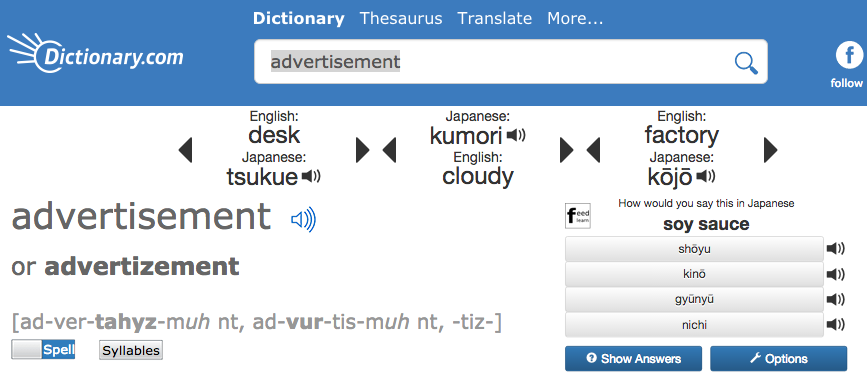 Dictionary Thesaurus Translate More...
Dictionary.com
advertisement
follow
English:
desk
Japanese:
tsukue
Japanese:
kumori
English:
cloudy
English:
factory
Japanese:
kōjō
advertisement
or advertizement
[ad-ver-tahyz-muh nt, ad-vur-tis-muh nt, -tiz-]
Spell
Syllables
feed
learn
How would you say this in Japanese
soy sauce
shōyu
kinō
gyūnyū
nichi
Show Answers
Options